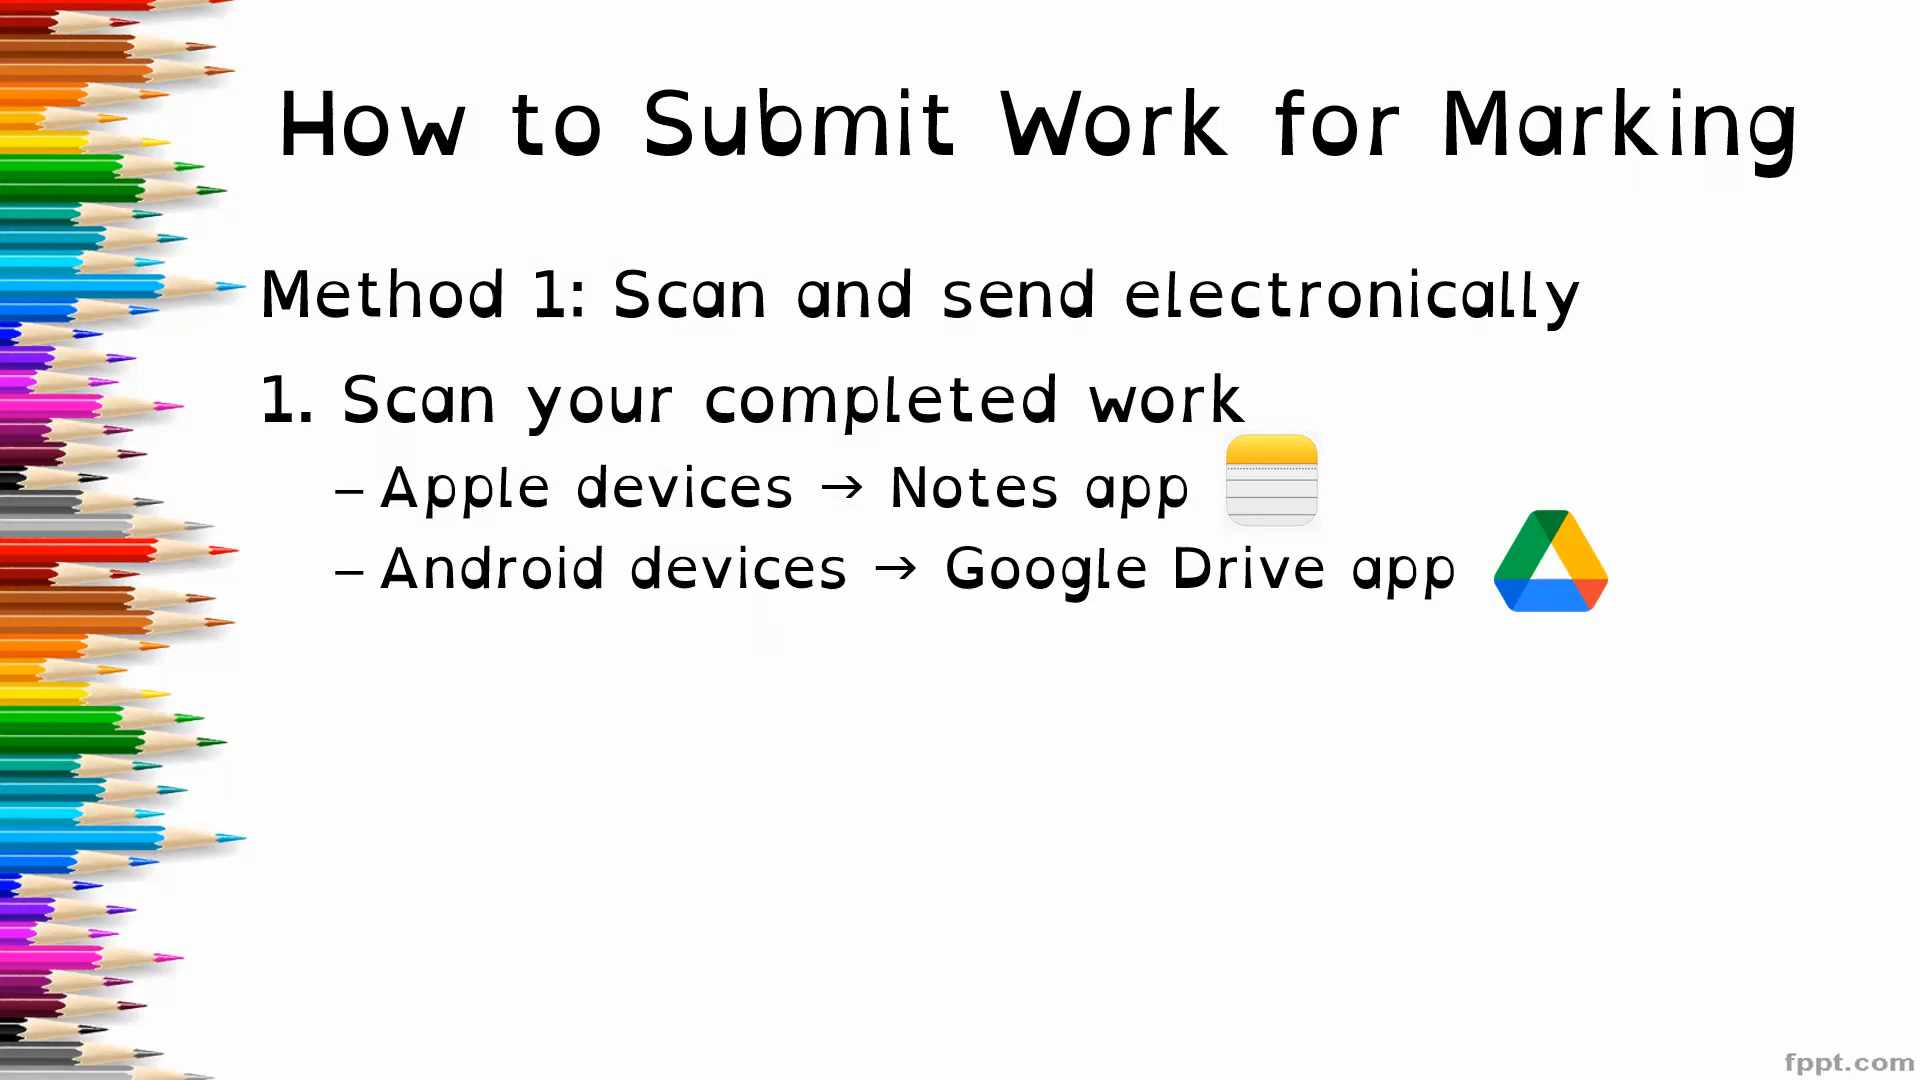 How to Submit Work for Marking
Method 1: Scan and send electronically
1. Scan your completed work
– Apple devices → Notes app
– Android devices → Google Drive app
fppt.com